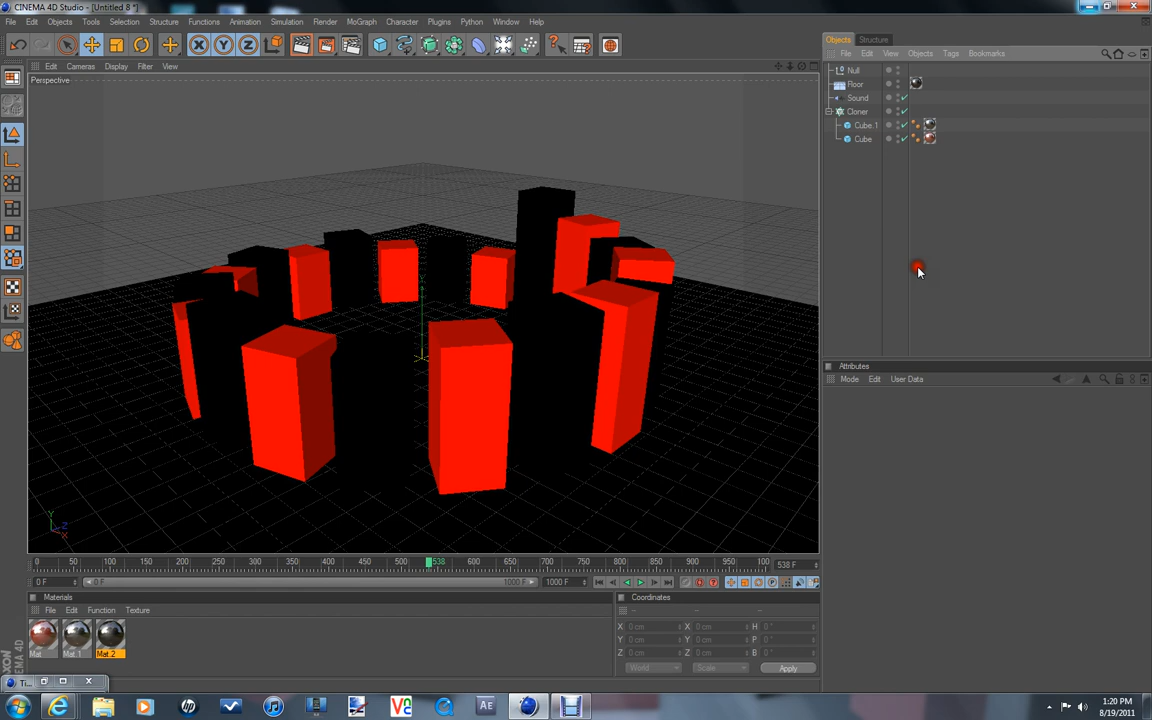 CINEMA 4D Studio - [Untitled 8 *]
File Edit Objects Tools Selection Structure Functions Animation Simulation Render MoGraph Character Plugins Python Window Help
X Y Z
Objects Structure
File Edit View Objects Tags Bookmarks
Edit Cameras Display Filter View
Perspective
Null
Floor
Sound
Cloner
Cube.1
Cube
Attributes
Mode Edit User Data
Y
Z
X
0 50 100 150 200 250 300 350 400 450 500 538 600 650 700 750 800 850 900 950 100 538 F
0 F 0 F 1000 F 1000 F
Materials
File Edit Function Texture
Mat Mat.1 Mat.2
Coordinates
-- -- --
X 0 cm X 0 cm H 0 °
Y 0 cm Y 0 cm P 0 °
Z 0 cm Z 0 cm B 0 °
World Scale Apply
CINEMA 4D
Ti...
AE
1:20 PM
8/19/2011